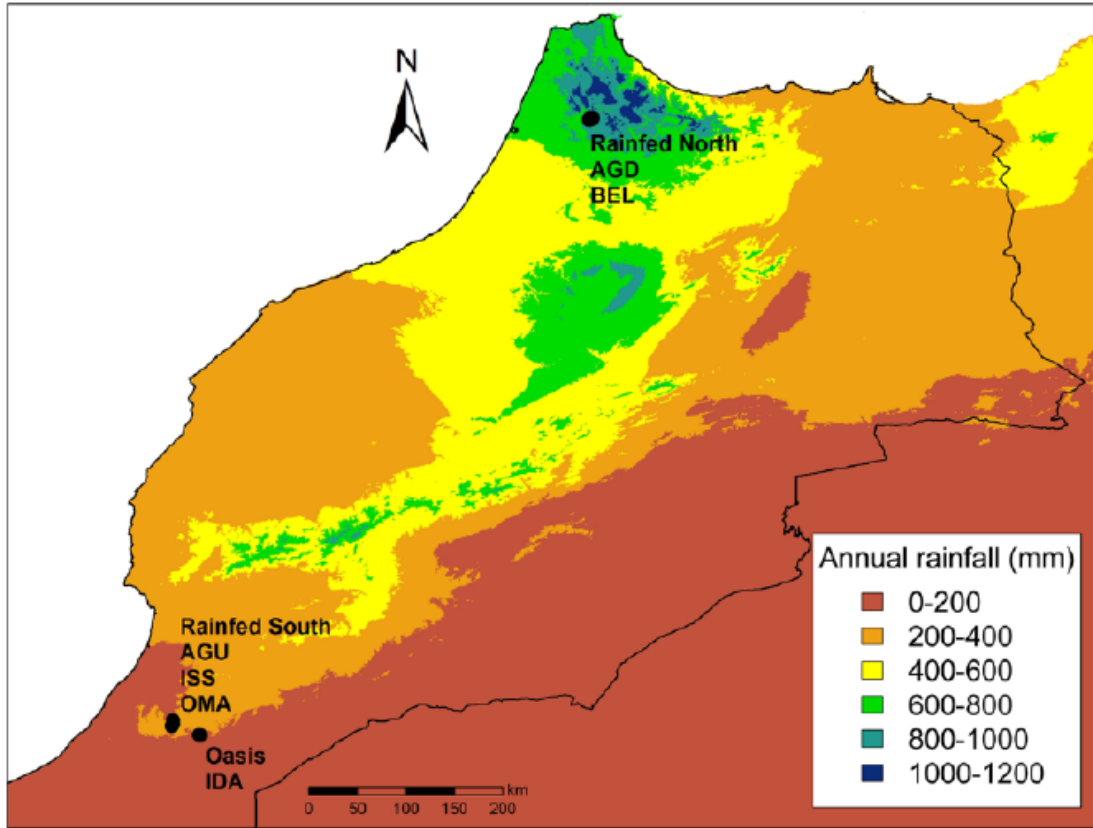 N
Rainfed North
AGD
BEL
Rainfed South
AGU
ISS
OMA
Oasis
IDA
km
0 50 100 150 200
Annual rainfall (mm)
0-200
200-400
400-600
600-800
800-1000
1000-1200